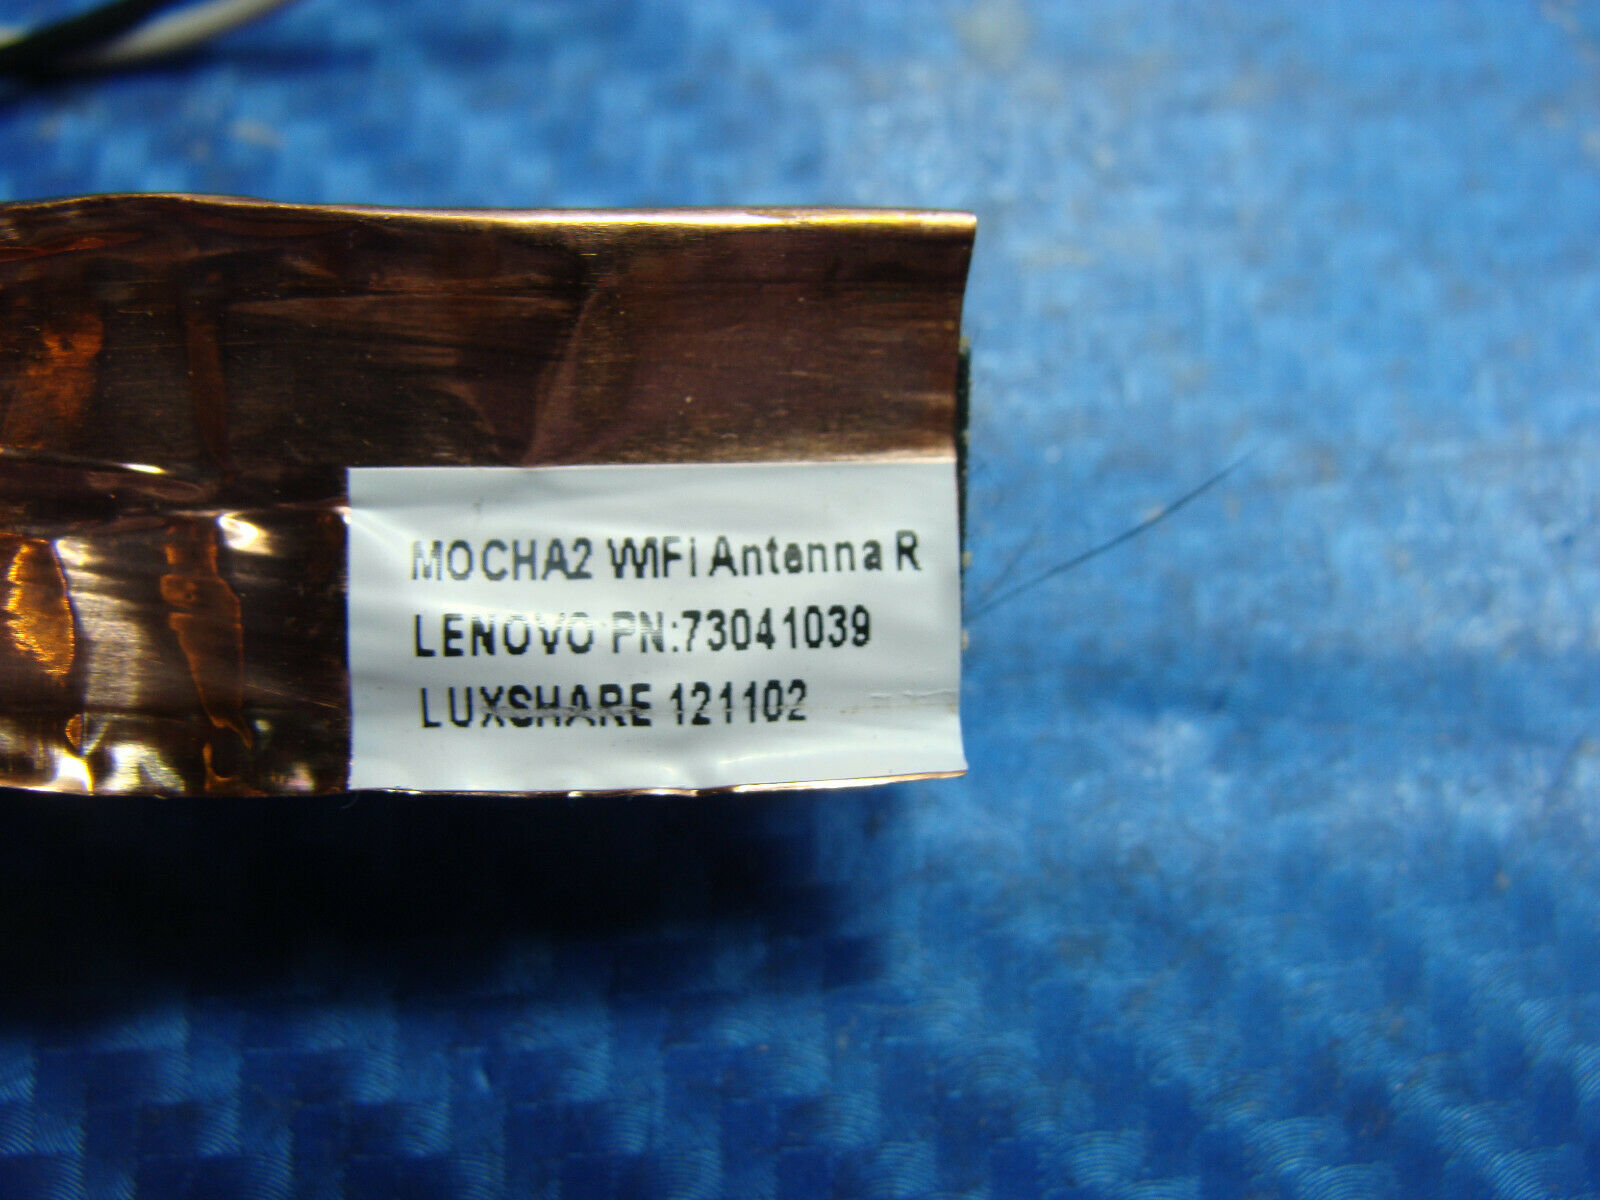 MOCHA2 WIFi Antenna R
LENOVO PN:73041039
LUXSHARE 121102